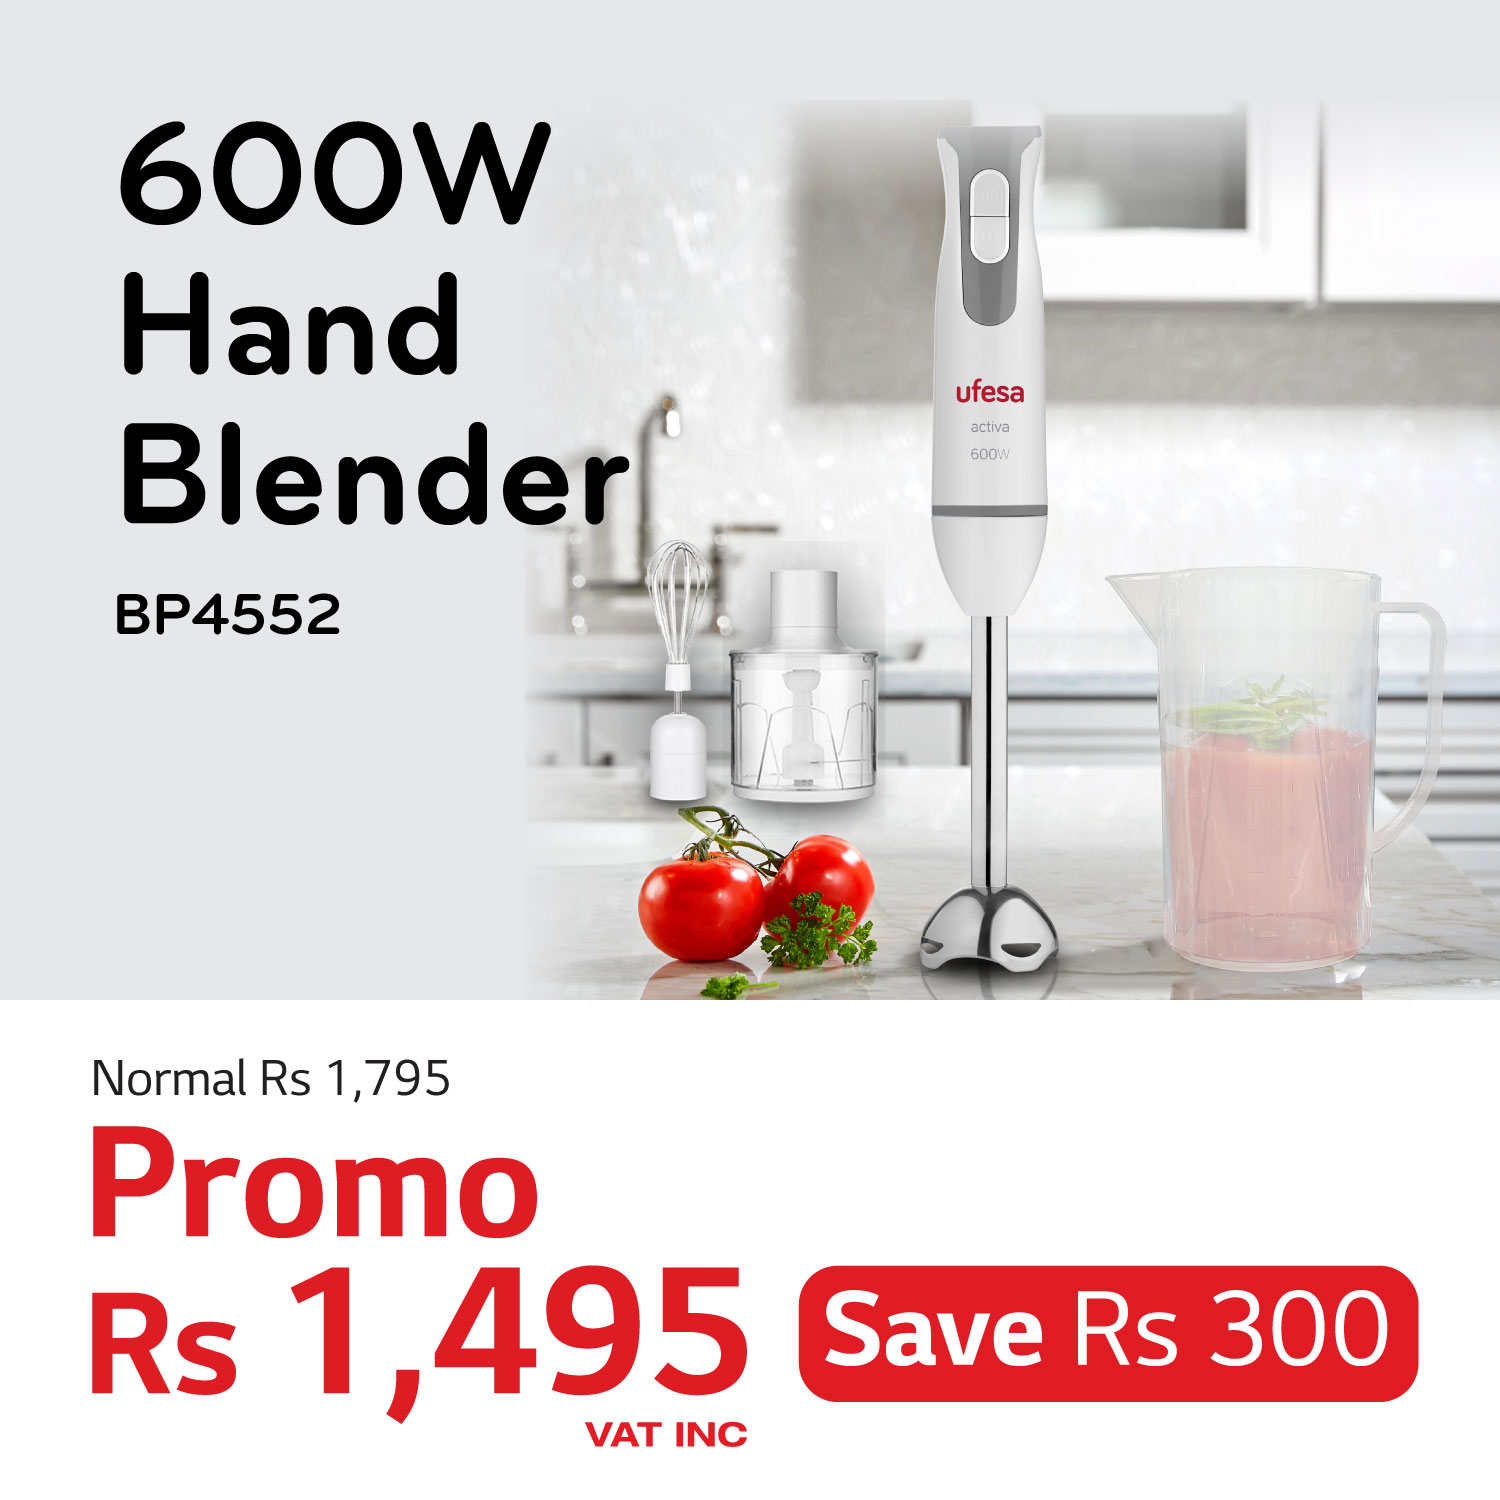 600W
Hand
Blender
BP4552
ufesa
activa
600W
Normal Rs 1,795
Promo
Rs 1,495
VAT INC
Save Rs 300